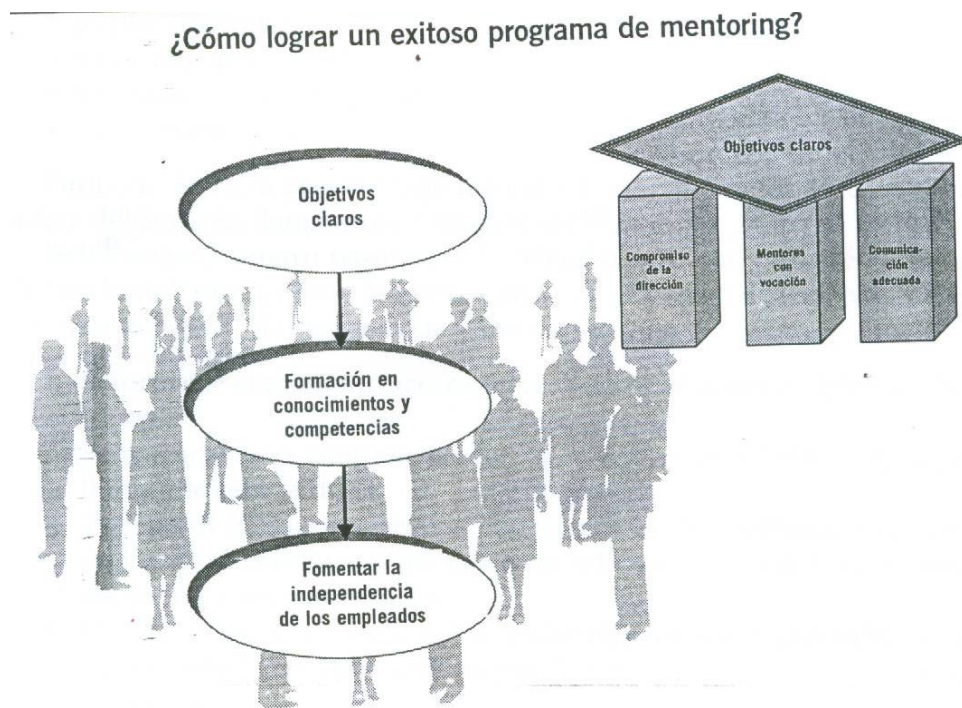 ¿Cómo lograr un exitoso programa de mentoring?
Objetivos
claros
Formación en
conocimientos y
competencias
Fomentar la
independencia
de los empleados
Objetivos claros
Compromiso
de la
dirección
Mentores
con
vocación
Comunica-
ción
adecuada